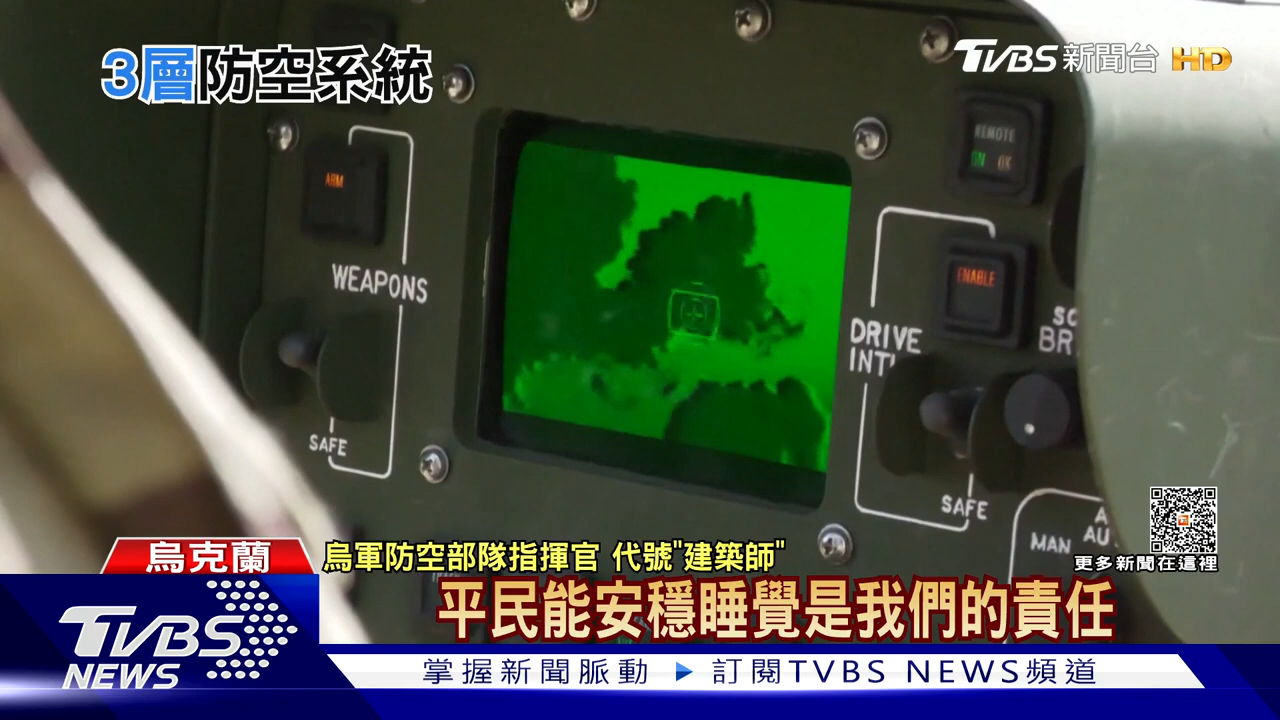 3層防空系統
TVBS新聞台 HD
REMOTE
ON OK
ARM
WEAPONS
ENABLE
DRIVE
SAFE
SAFE
MAN
更多新聞在這裡
烏克蘭
烏軍防空部隊指揮官 代號"建築師"
平民能安穩睡覺是我們的責任
TVBS
NEWS
掌握新聞脈動 訂閱TVBS NEWS頻道